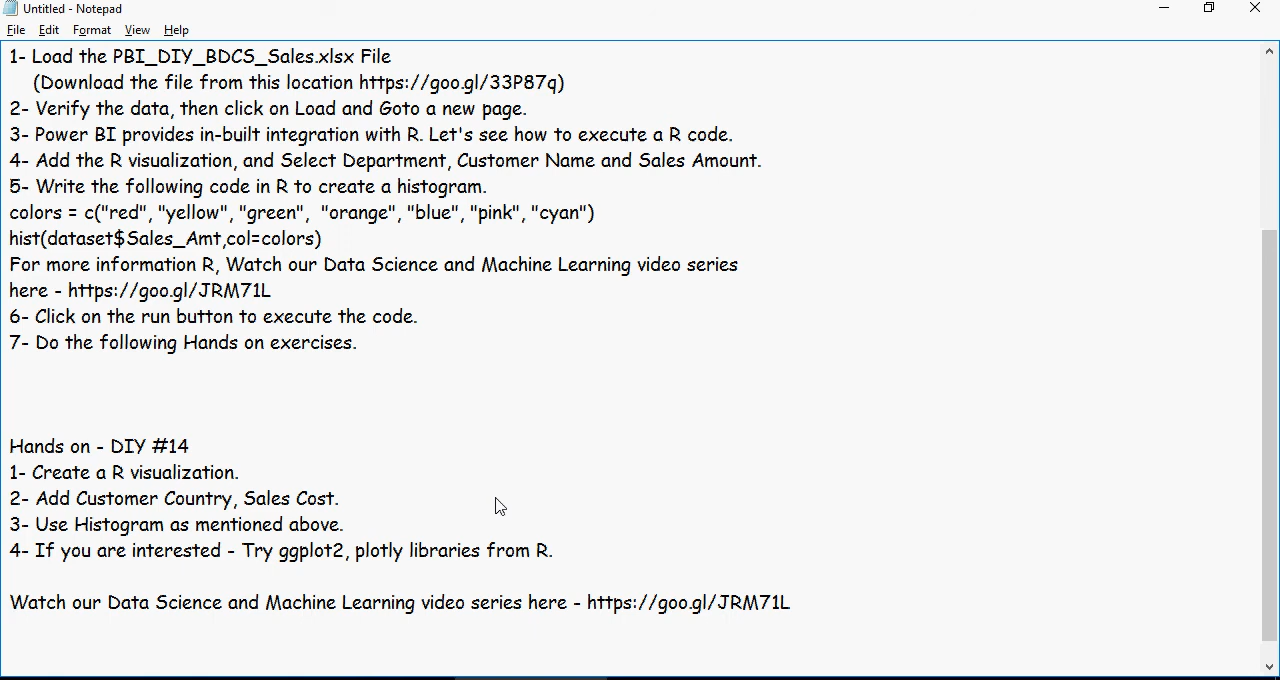 Untitled - Notepad
File Edit Format View Help
1- Load the PBI_DIY_BDCS_Sales.xlsx File
(Download the file from this location https://goo.gl/33P87q)
2- Verify the data, then click on Load and Goto a new page.
3- Power BI provides in-built integration with R. Let's see how to execute a R code.
4- Add the R visualization, and Select Department, Customer Name and Sales Amount.
5- Write the following code in R to create a histogram.
colors = c("red", "yellow", "green",  "orange", "blue", "pink", "cyan")
hist(dataset$Sales_Amt,col=colors)
For more information R, Watch our Data Science and Machine Learning video series
here - https://goo.gl/JRM71L
6- Click on the run button to execute the code.
7- Do the following Hands on exercises.
Hands on - DIY #14
1- Create a R visualization.
2- Add Customer Country, Sales Cost.
3- Use Histogram as mentioned above.
4- If you are interested - Try ggplot2, plotly libraries from R.
Watch our Data Science and Machine Learning video series here - https://goo.gl/JRM71L